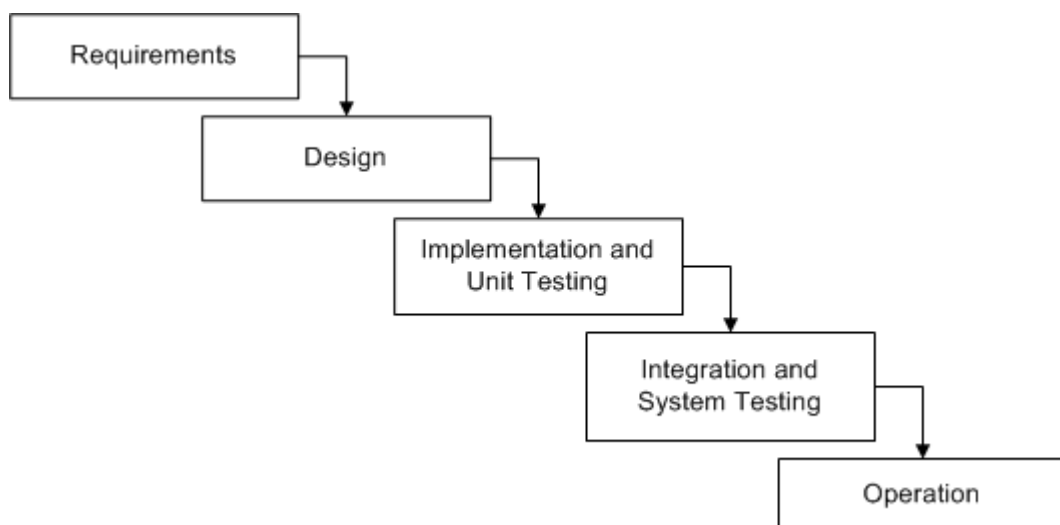 Requirements
Design
Implementation and
Unit Testing
Integration and
System Testing
Operation